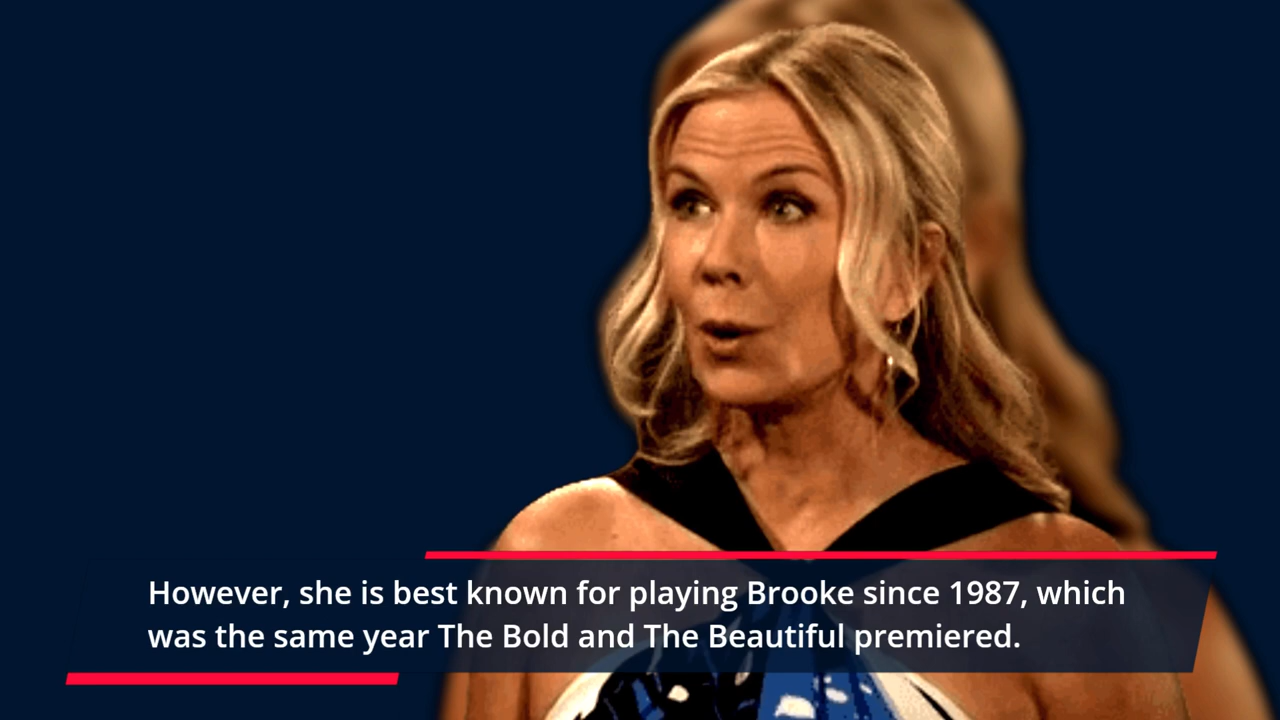 However, she is best known for playing Brooke since 1987, which
was the same year The Bold and The Beautiful premiered.